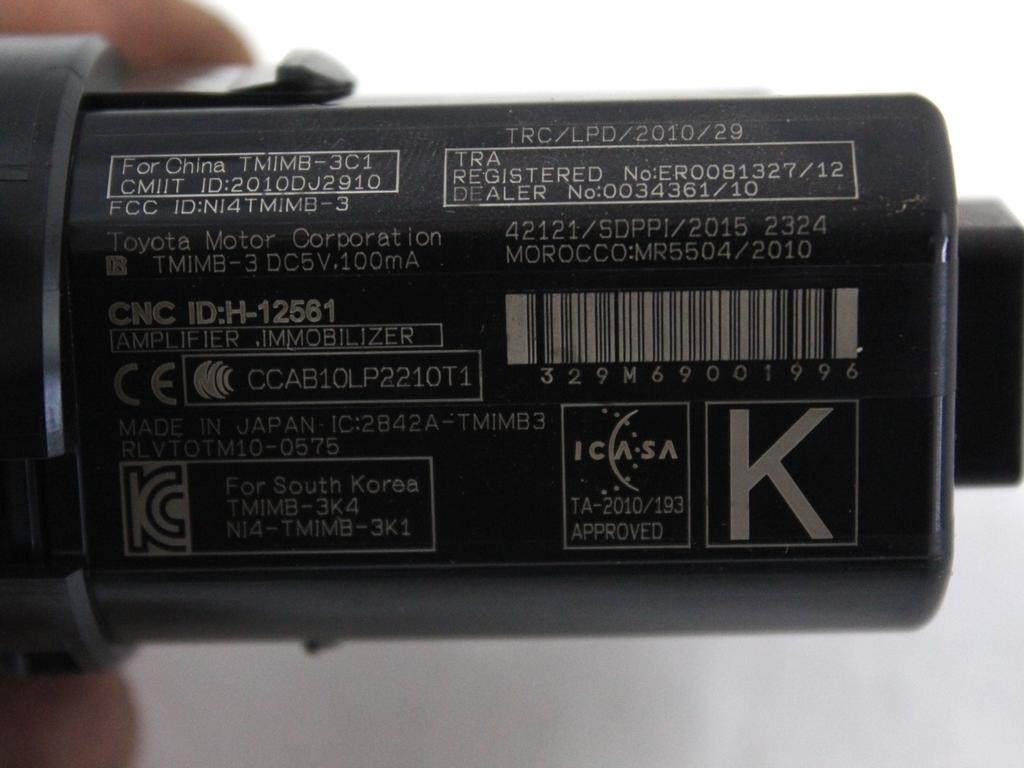 For China TMIMB-3C1
CMIIT ID:2010DJ2910
FCC ID:NI4TMIMB-3
Toyota Motor Corporation
TMIMB-3 DC5V,100mA
CNC ID:H-12561
AMPLIFIER ,IMMOBILIZER
CE CCAB10LP2210T1
MADE IN JAPAN IC:2842A-TMIMB3
RLVTOTM10-0575
For South Korea
TMIMB-3K4
NI4-TMIMB-3K1
TRC/LPD/2010/29
TRA
REGISTERED No:ER0081327/12
DEALER No:0034361/10
42121/SDPPI/2015 2324
MOROCCO:MR5504/2010
329M69001996
ICASA
TA-2010/193
APPROVED
K